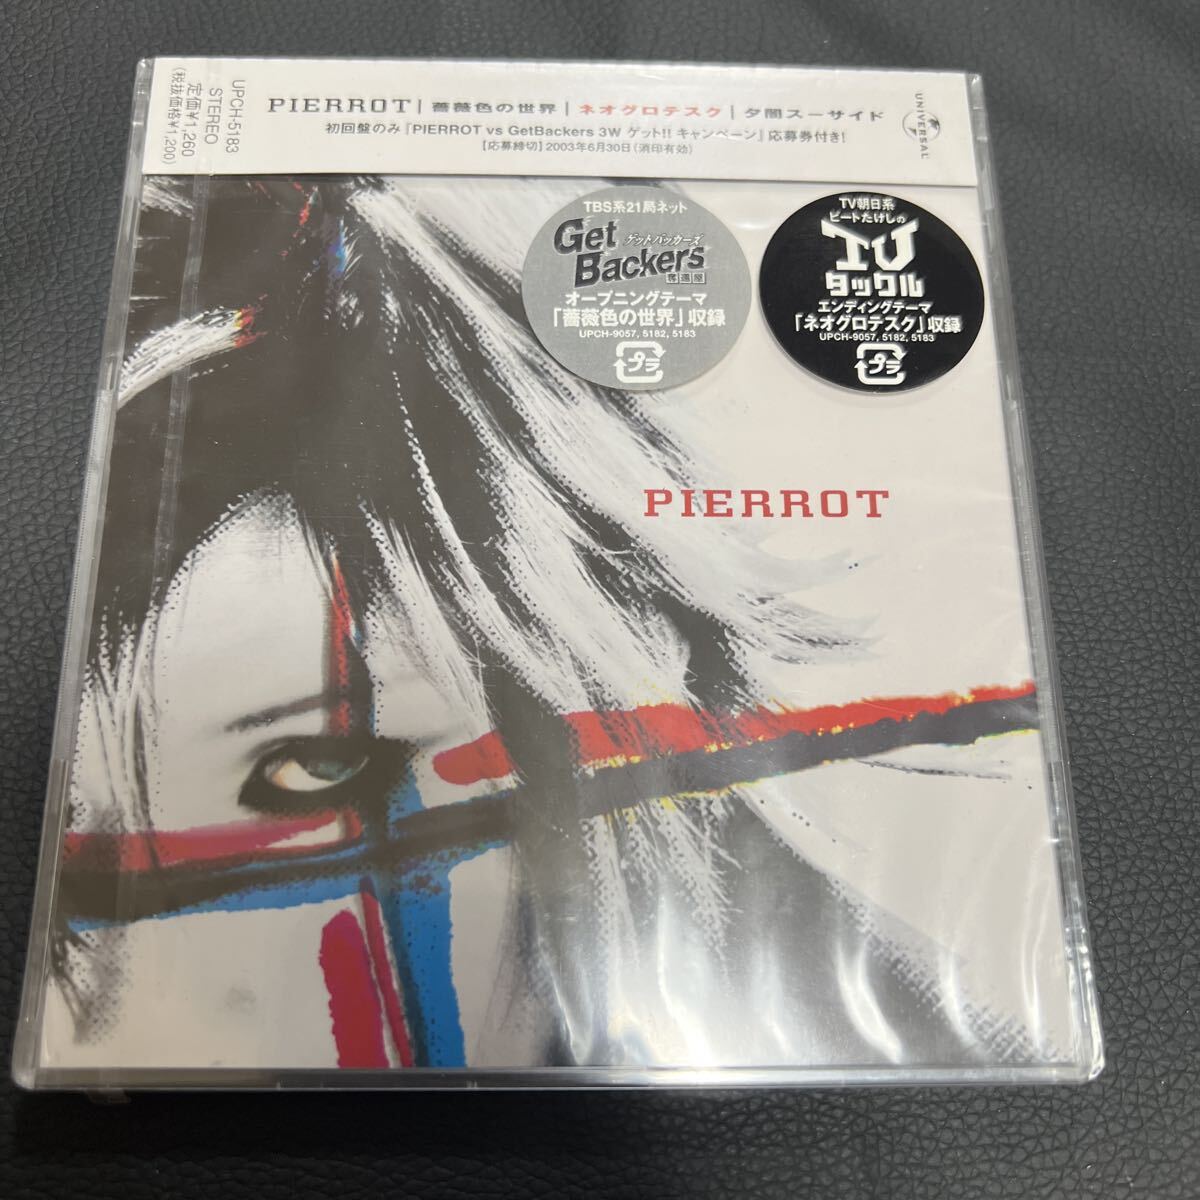 UPCH-5183
STEREO
定価¥1,260
(税抜価格¥1,200)
PIERROT | 薔薇色の世界 | ネオグロテスク | 夕闇スーサイド
初回盤のみ『PIERROT vs GetBackers 3W ゲット!! キャンペーン』応募券付き!
【応募締切】2003年6月30日(消印有効)
UNIVERSAL
TBS系21局ネット
Get
ゲットバッカーズ
Backers
奪還屋
オープニングテーマ
「薔薇色の世界」収録
UPCH-9057, 5182, 5183
プラ
TV朝日系
ビートたけしの
TV
タックル
エンディングテーマ
「ネオグロテスク」収録
UPCH-9057, 5182, 5183
プラ
PIERROT